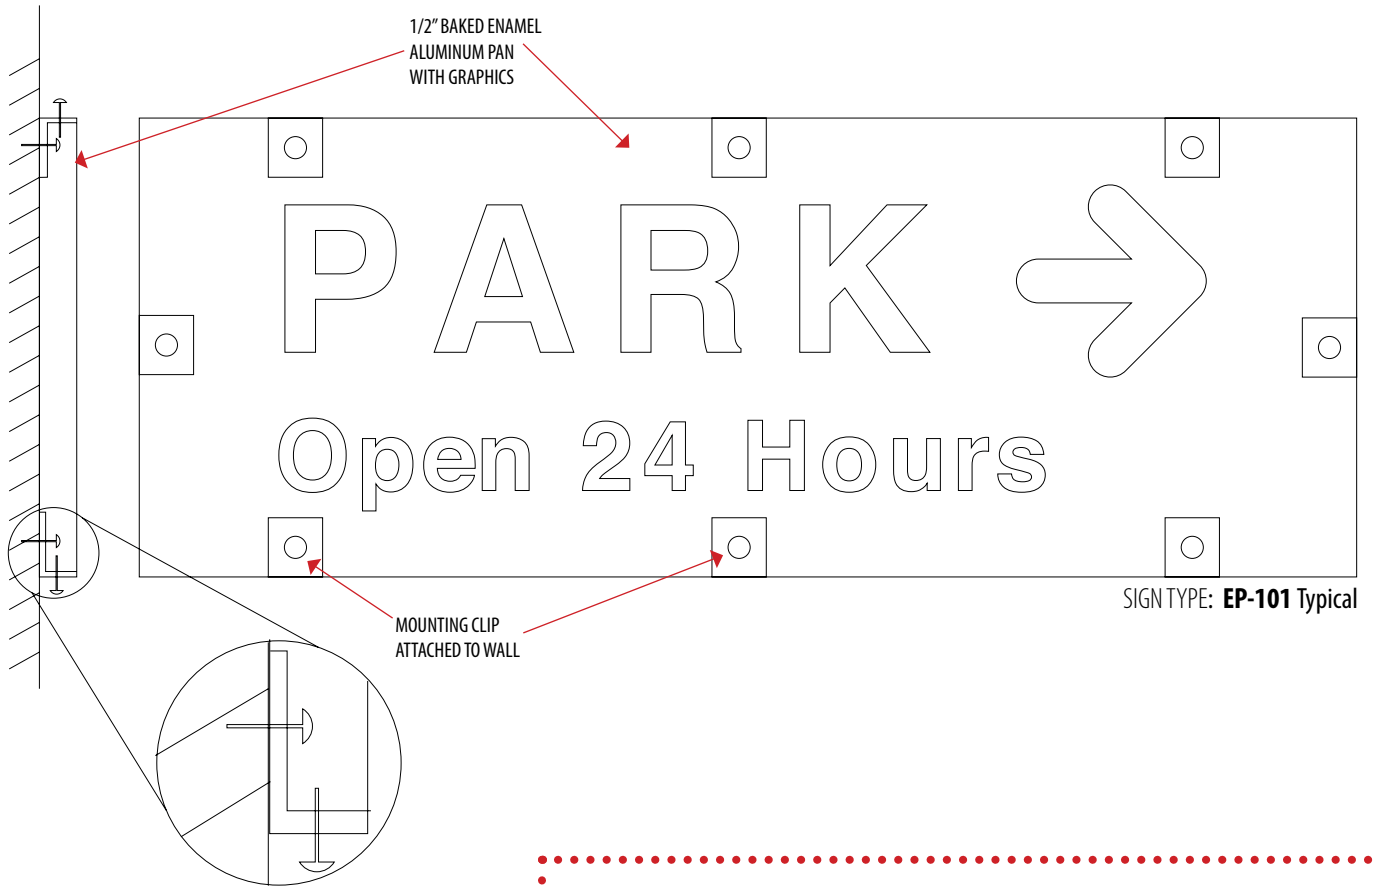 1/2” BAKED ENAMEL
ALUMINUM PAN
WITH GRAPHICS
PARK
Open 24 Hours
SIGN TYPE: EP-101 Typical
MOUNTING CLIP
ATTACHED TO WALL